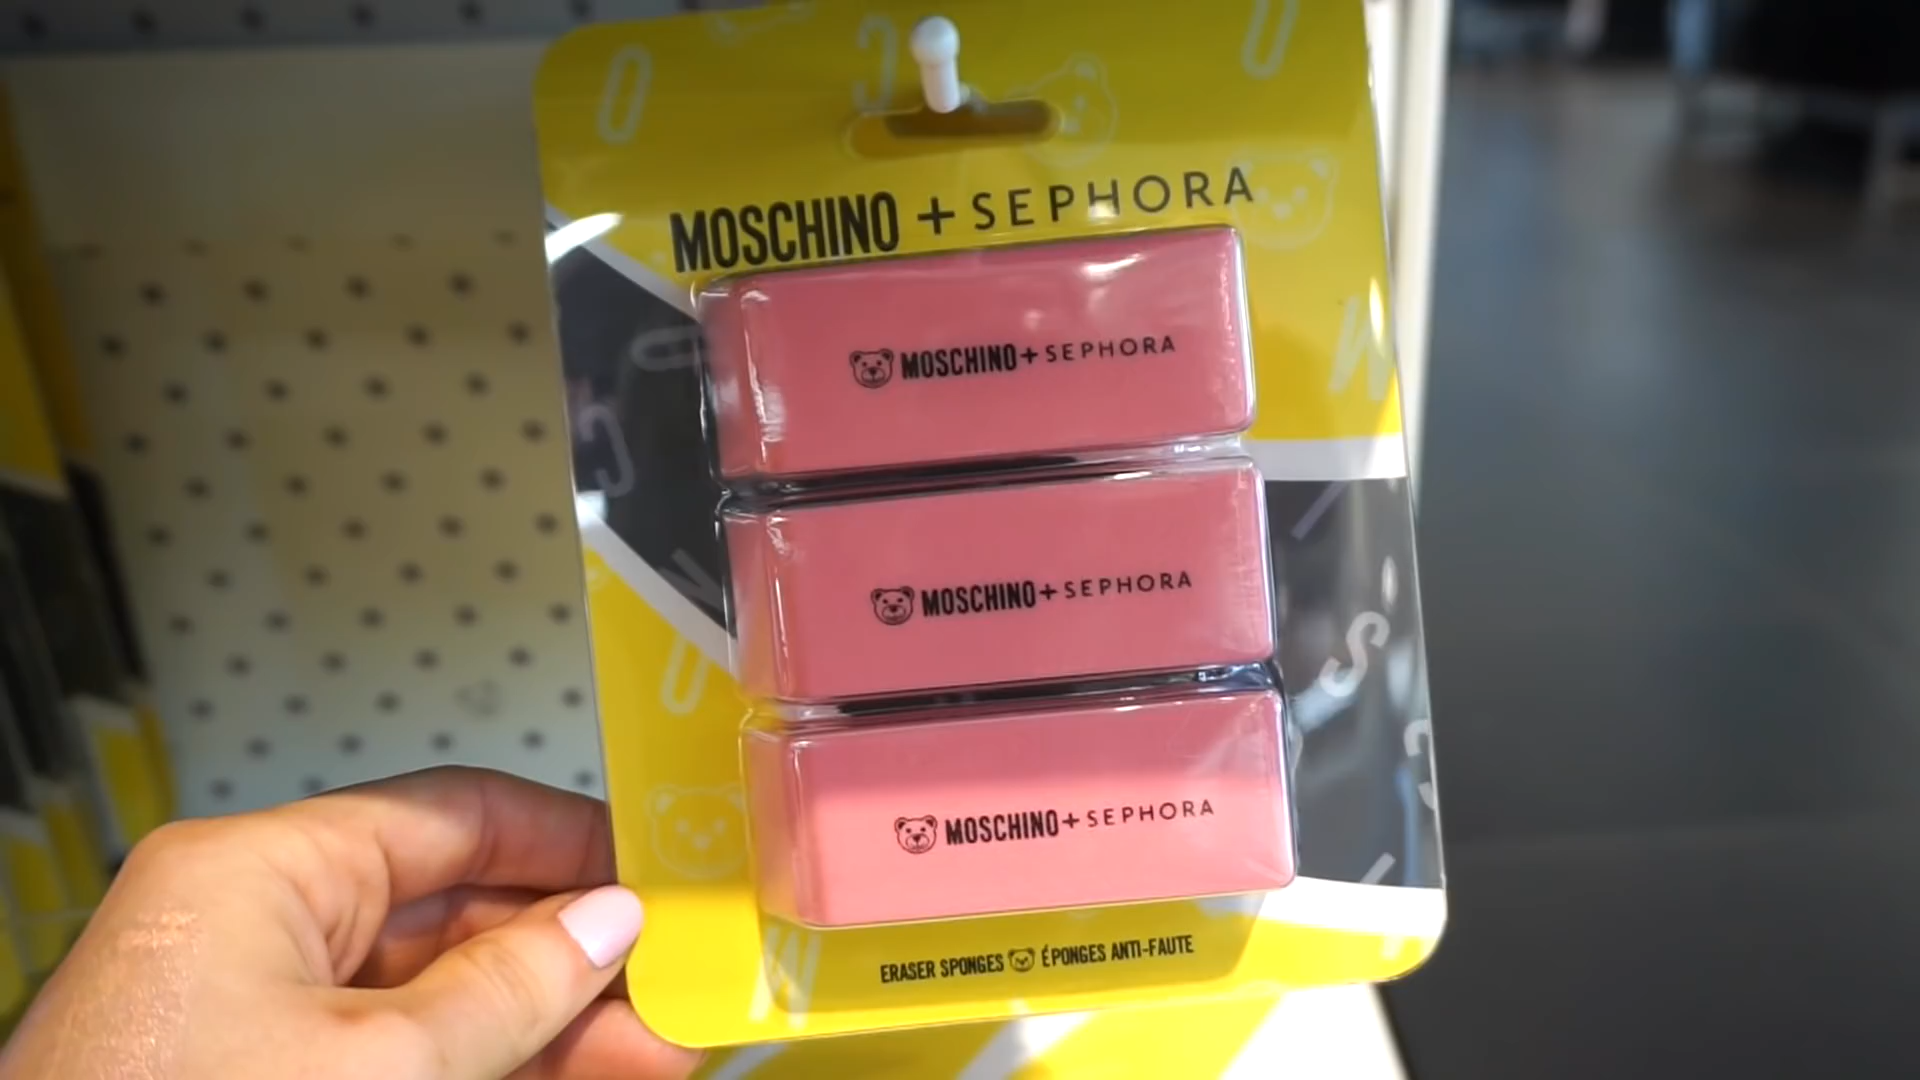 MOSCHINO + SEPHORA
MOSCHINO+SEPHORA
MOSCHINO+SEPHORA
MOSCHINO+SEPHORA
ERASER SPONGES ÉPONGES ANTI-FAUTE